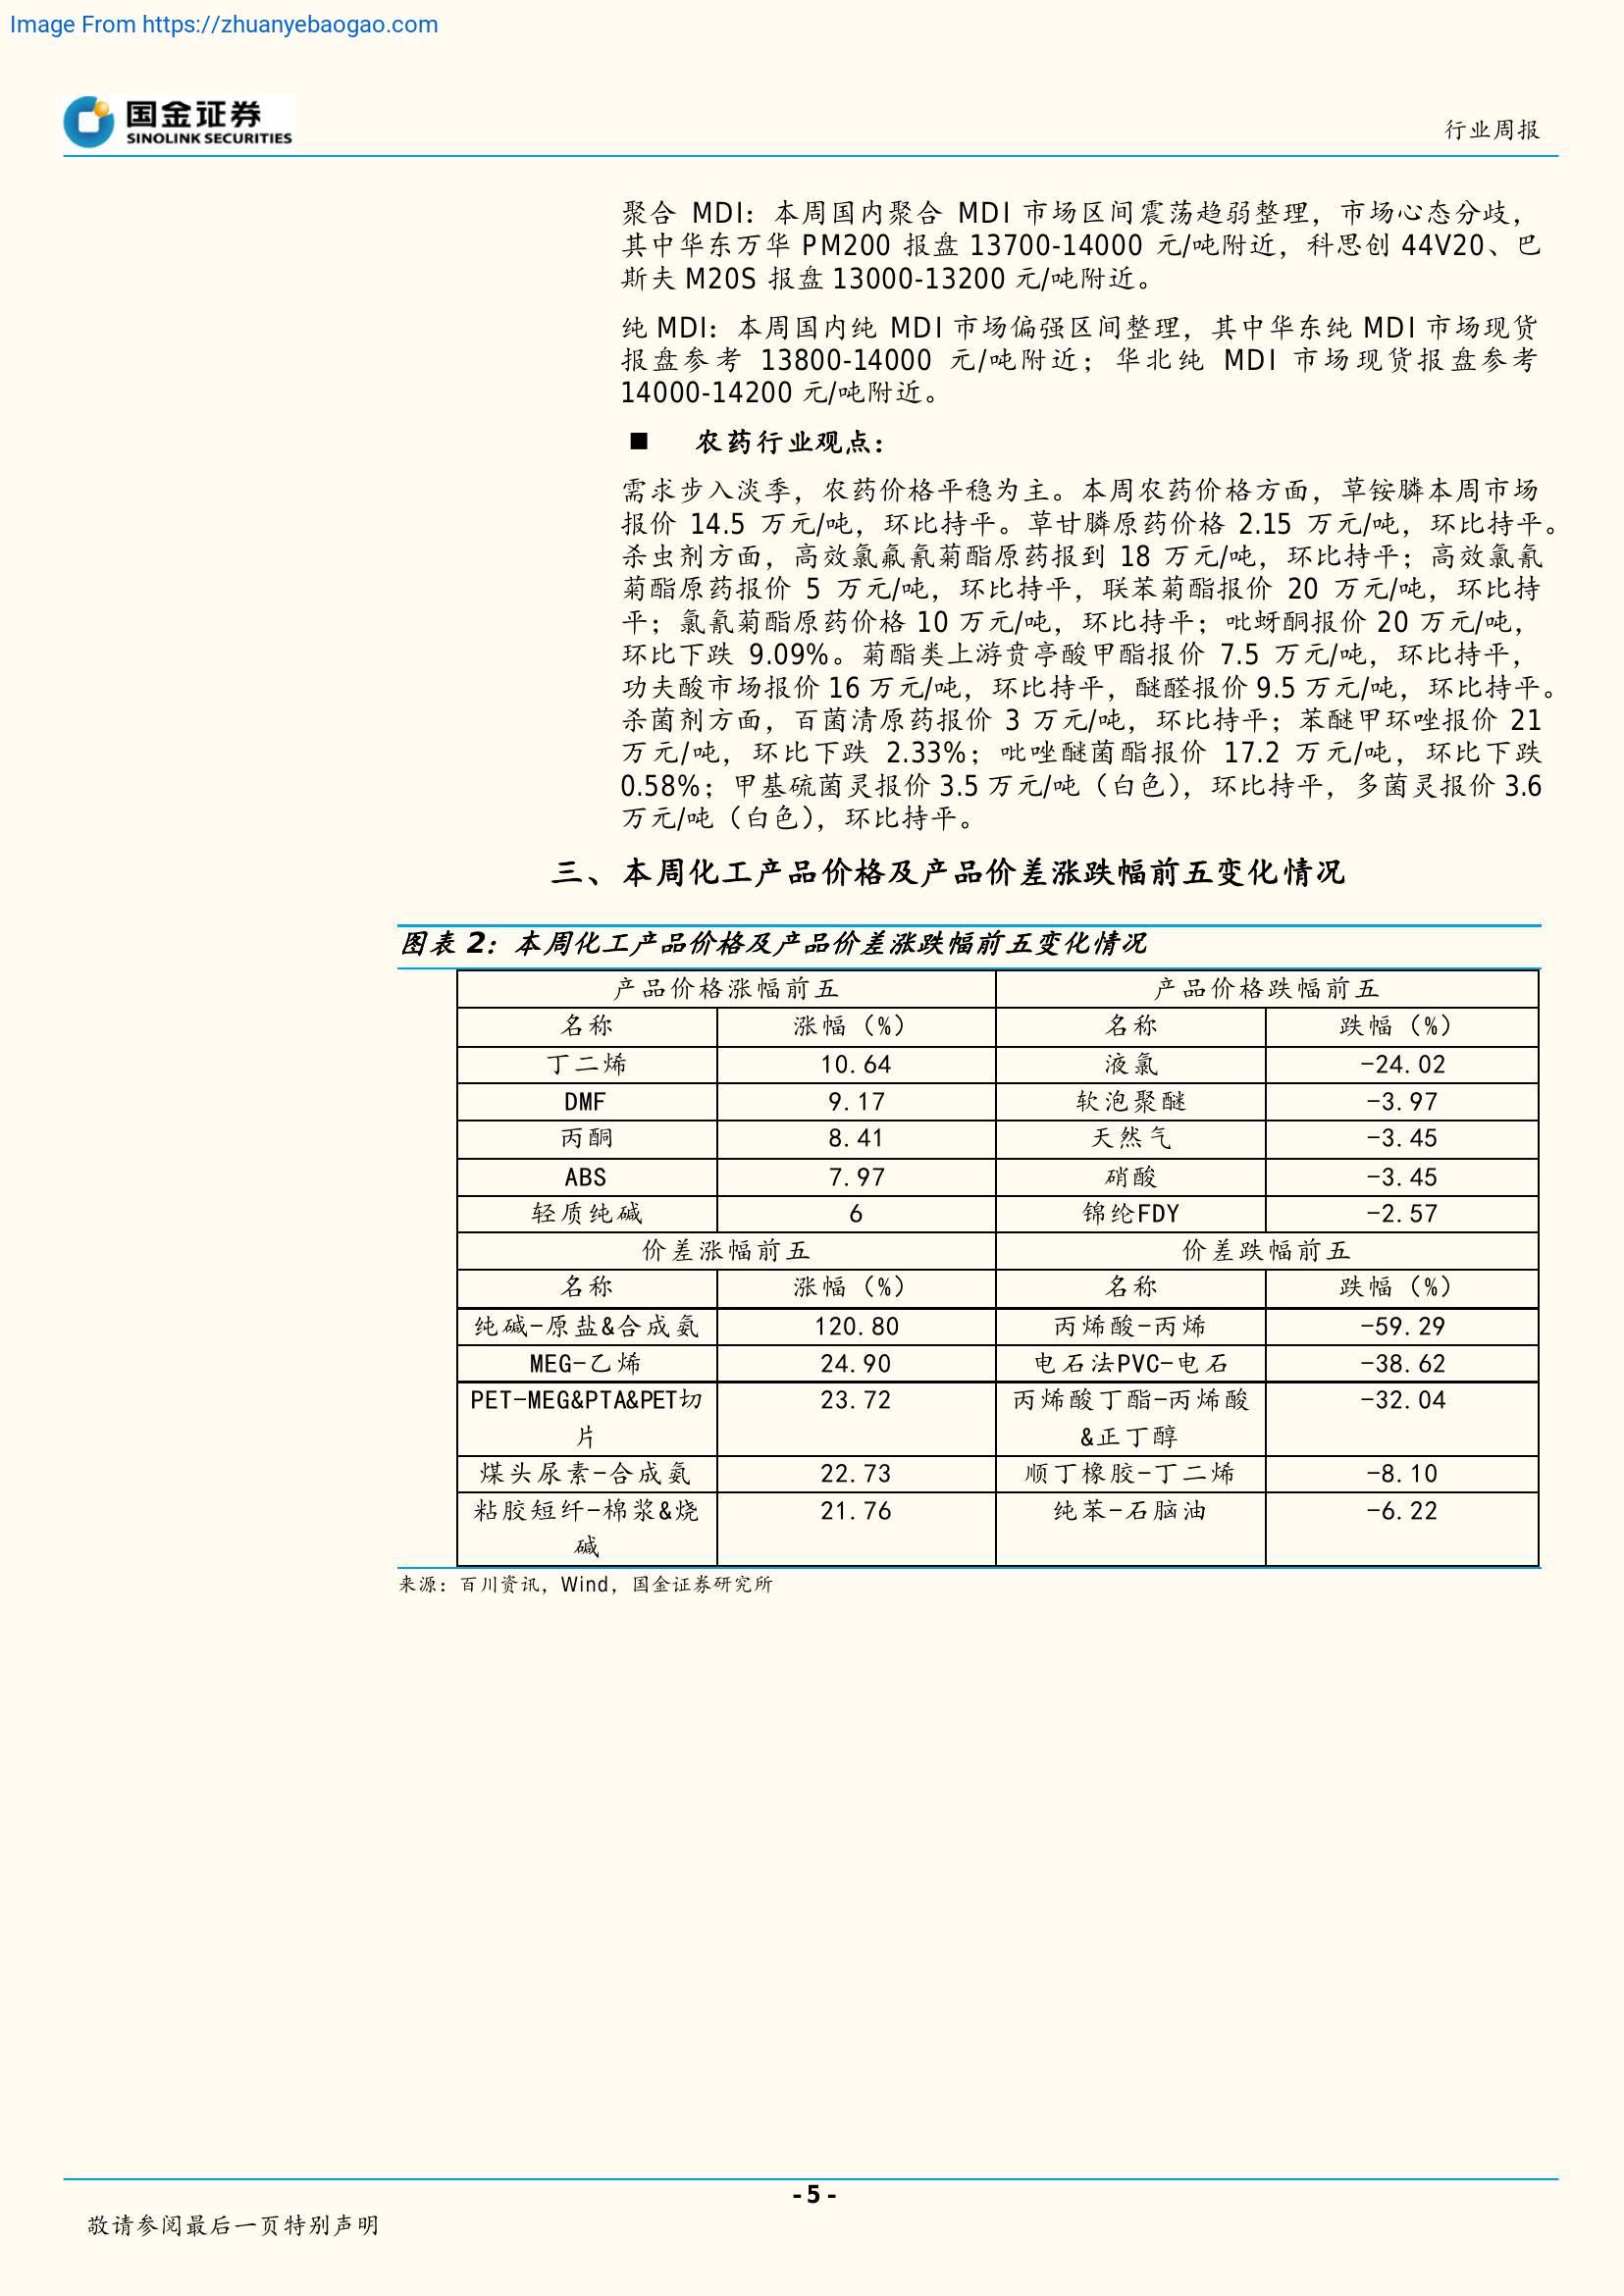 Image From https://zhuanyebaogao.com
国金证券
SINOLINK SECURITIES
行业周报
聚合 MDI：本周国内聚合 MDI 市场区间震荡趋弱整理，市场心态分歧，
其中华东万华 PM200 报盘 13700-14000 元/吨附近，科思创 44V20、巴
斯夫 M20S 报盘 13000-13200 元/吨附近。
纯 MDI：本周国内纯 MDI 市场偏强区间整理，其中华东纯 MDI 市场现货
报盘参考 13800-14000 元/吨附近；华北纯 MDI 市场现货报盘参考
14000-14200 元/吨附近。
■ 农药行业观点：
需求步入淡季，农药价格平稳为主。本周农药价格方面，草铵膦本周市场
报价 14.5 万元/吨，环比持平。草甘膦原药价格 2.15 万元/吨，环比持平。
杀虫剂方面，高效氯氟氰菊酯原药报到 18 万元/吨，环比持平；高效氯氰
菊酯原药报价 5 万元/吨，环比持平，联苯菊酯报价 20 万元/吨，环比持
平；氯氰菊酯原药价格 10 万元/吨，环比持平；吡蚜酮报价 20 万元/吨，
环比下跌 9.09%。菊酯类上游贲亭酸甲酯报价 7.5 万元/吨，环比持平，
功夫酸市场报价 16 万元/吨，环比持平，醚醛报价 9.5 万元/吨，环比持平。
杀菌剂方面，百菌清原药报价 3 万元/吨，环比持平；苯醚甲环唑报价 21
万元/吨，环比下跌 2.33%；吡唑醚菌酯报价 17.2 万元/吨，环比下跌
0.58%；甲基硫菌灵报价 3.5 万元/吨（白色），环比持平，多菌灵报价 3.6
万元/吨（白色），环比持平。
三、本周化工产品价格及产品价差涨跌幅前五变化情况
图表 2：本周化工产品价格及产品价差涨跌幅前五变化情况
产品价格涨幅前五 产品价格跌幅前五
名称 涨幅（%） 名称 跌幅（%）
丁二烯 10.64 液氯 -24.02
DMF 9.17 软泡聚醚 -3.97
丙酮 8.41 天然气 -3.45
ABS 7.97 硝酸 -3.45
轻质纯碱 6 锦纶FDY -2.57
价差涨幅前五 价差跌幅前五
名称 涨幅（%） 名称 跌幅（%）
纯碱-原盐&合成氨 120.80 丙烯酸-丙烯 -59.29
MEG-乙烯 24.90 电石法PVC-电石 -38.62
PET-MEG&PTA&PET切 23.72 丙烯酸丁酯-丙烯酸 -32.04
片 &正丁醇
煤头尿素-合成氨 22.73 顺丁橡胶-丁二烯 -8.10
粘胶短纤-棉浆&烧 21.76 纯苯-石脑油 -6.22
碱
来源：百川资讯，Wind，国金证券研究所
- 5 -
敬请参阅最后一页特别声明